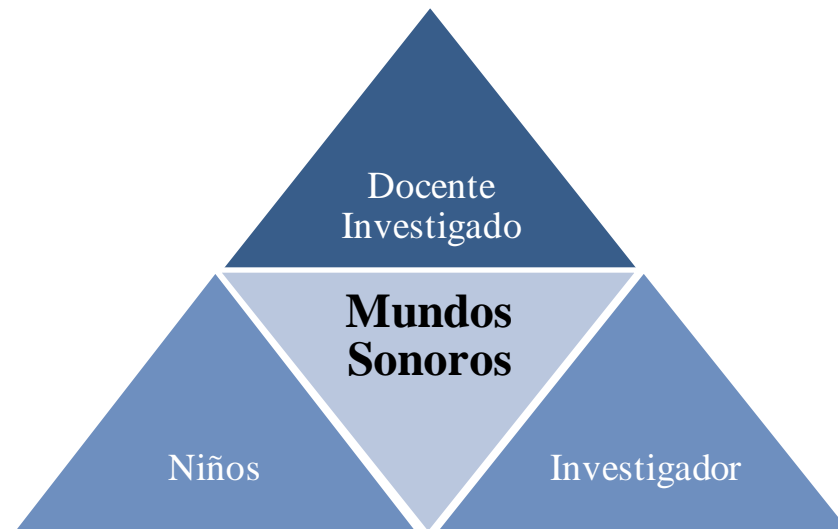 Docente
Investigado
Mundos
Sonoros
Niños
Investigador